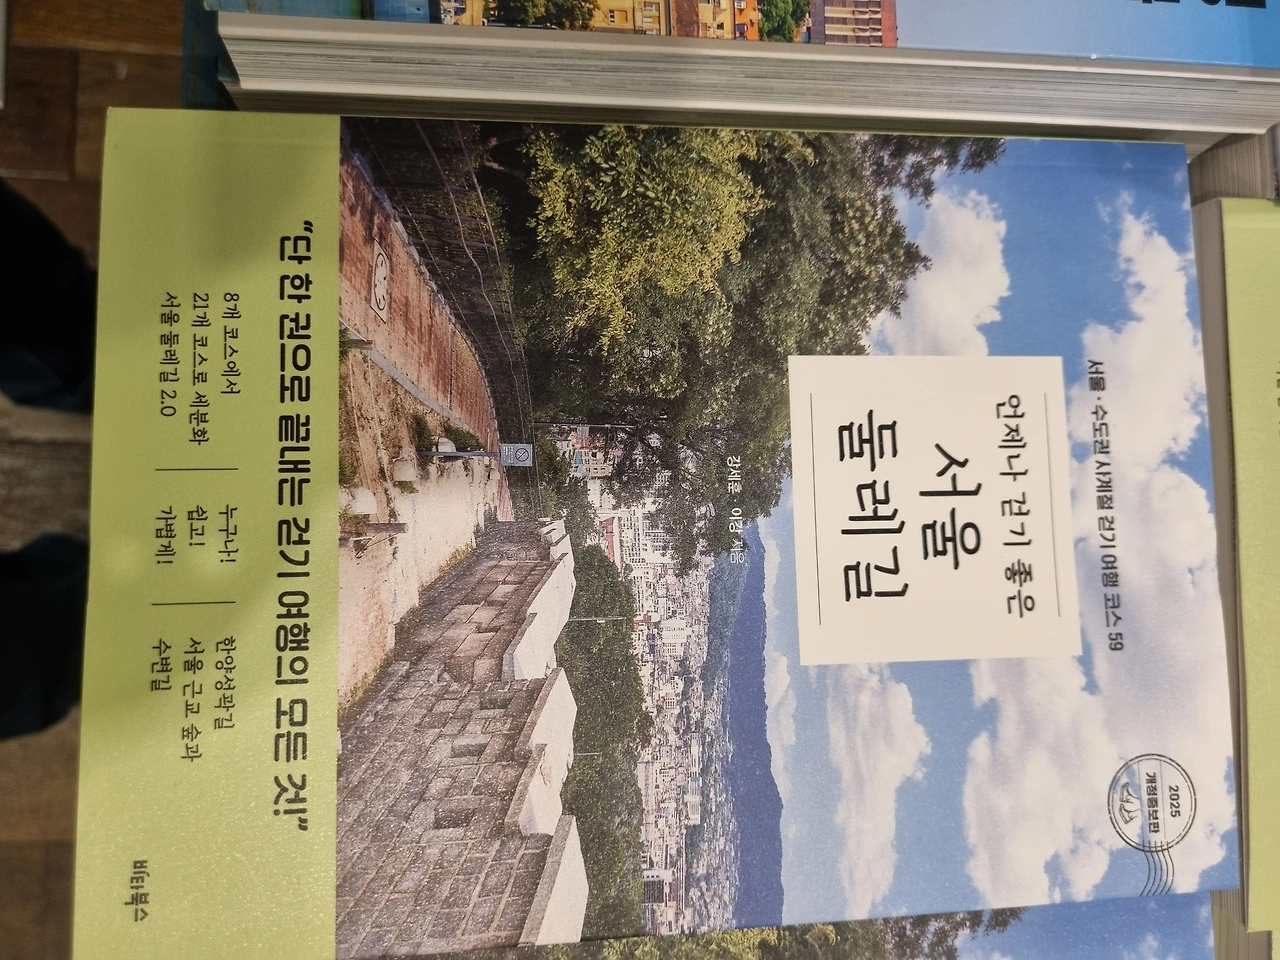 서울·수도권 사계절 걷기 여행 코스 59
2025
개정증보판
언제나 걷기 좋은
서울
둘레길
강세훈 이강 지음
“단 한 권으로 끝내는 걷기 여행의 모든 것!”
8개 코스에서
21개 코스로 세분화
서울 둘레길 2.0
누구나!
쉽고!
가볍게!
한양성곽길
서울 근교 숲과
수변길
비타북스